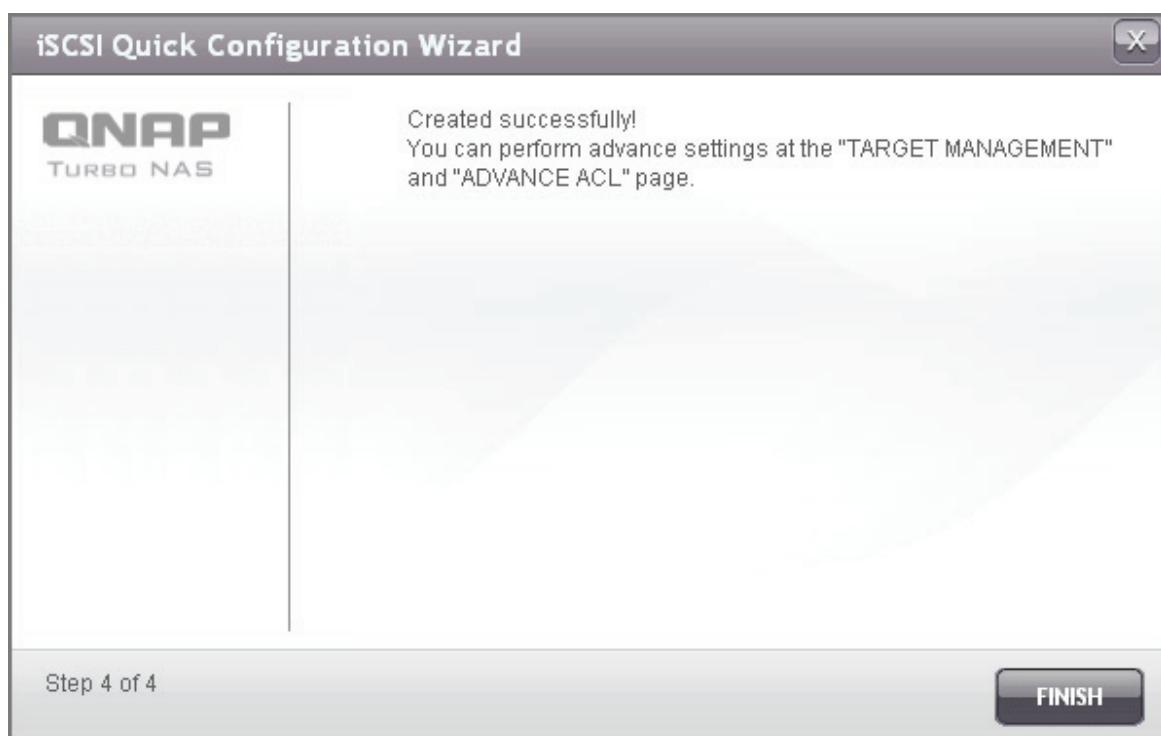 iSCSI Quick Configuration Wizard
X
QNAP
TURBO NAS
Created successfully!
You can perform advance settings at the "TARGET MANAGEMENT"
and "ADVANCE ACL" page.
Step 4 of 4
FINISH